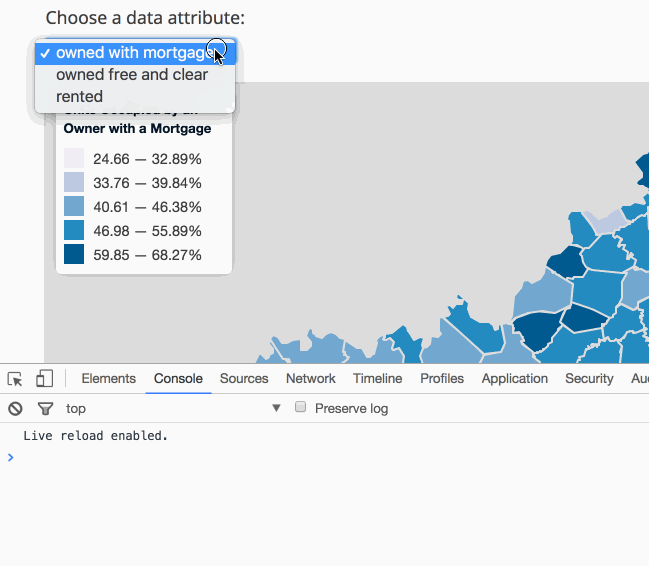 Choose a data attribute:
✓ owned with mortgage
owned free and clear
rented
Owner with a Mortgage
24.66 — 32.89%
33.76 — 39.84%
40.61 — 46.38%
46.98 — 55.89%
59.85 — 68.27%
Elements Console Sources Network Timeline Profiles Application Security
top Preserve log
Live reload enabled.
>